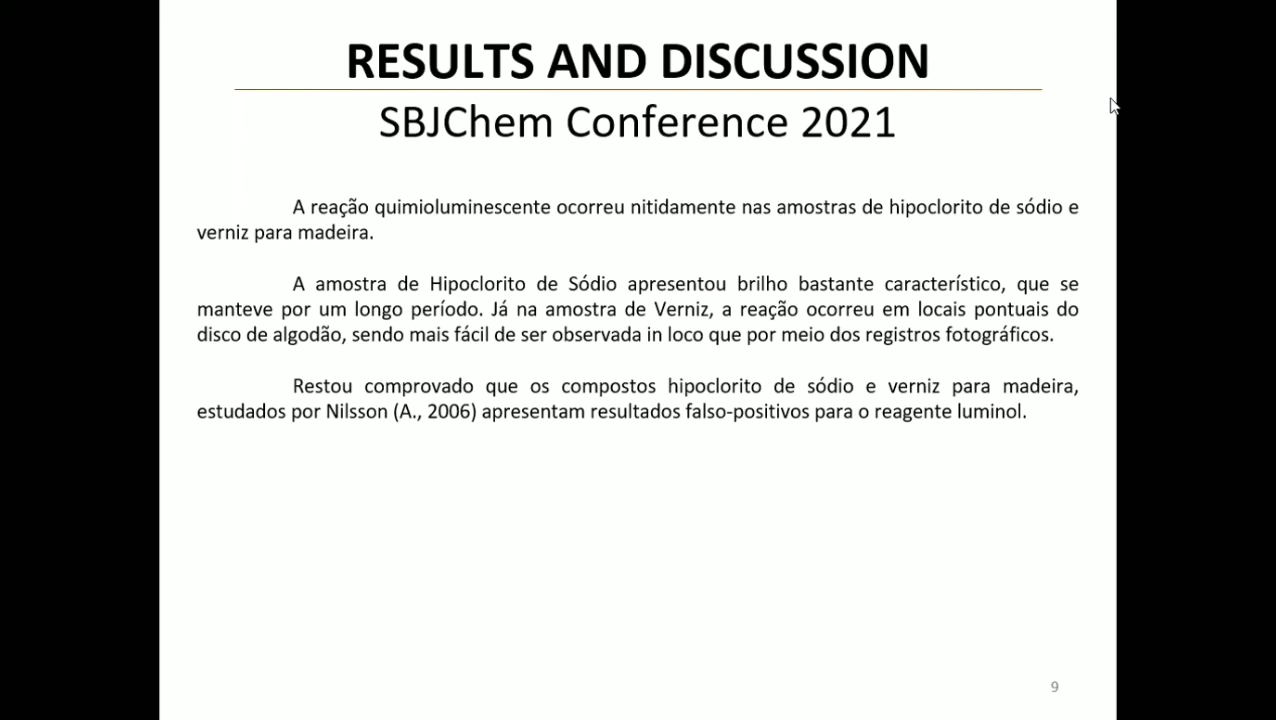 RESULTS AND DISCUSSION
SBJChem Conference 2021
A reação quimioluminescente ocorreu nitidamente nas amostras de hipoclorito de sódio e
verniz para madeira.
A amostra de Hipoclorito de Sódio apresentou brilho bastante característico, que se
manteve por um longo período. Já na amostra de Verniz, a reação ocorreu em locais pontuais do
disco de algodão, sendo mais fácil de ser observada in loco que por meio dos registros fotográficos.
Restou comprovado que os compostos hipoclorito de sódio e verniz para madeira,
estudados por Nilsson (A., 2006) apresentam resultados falso-positivos para o reagente luminol.
9